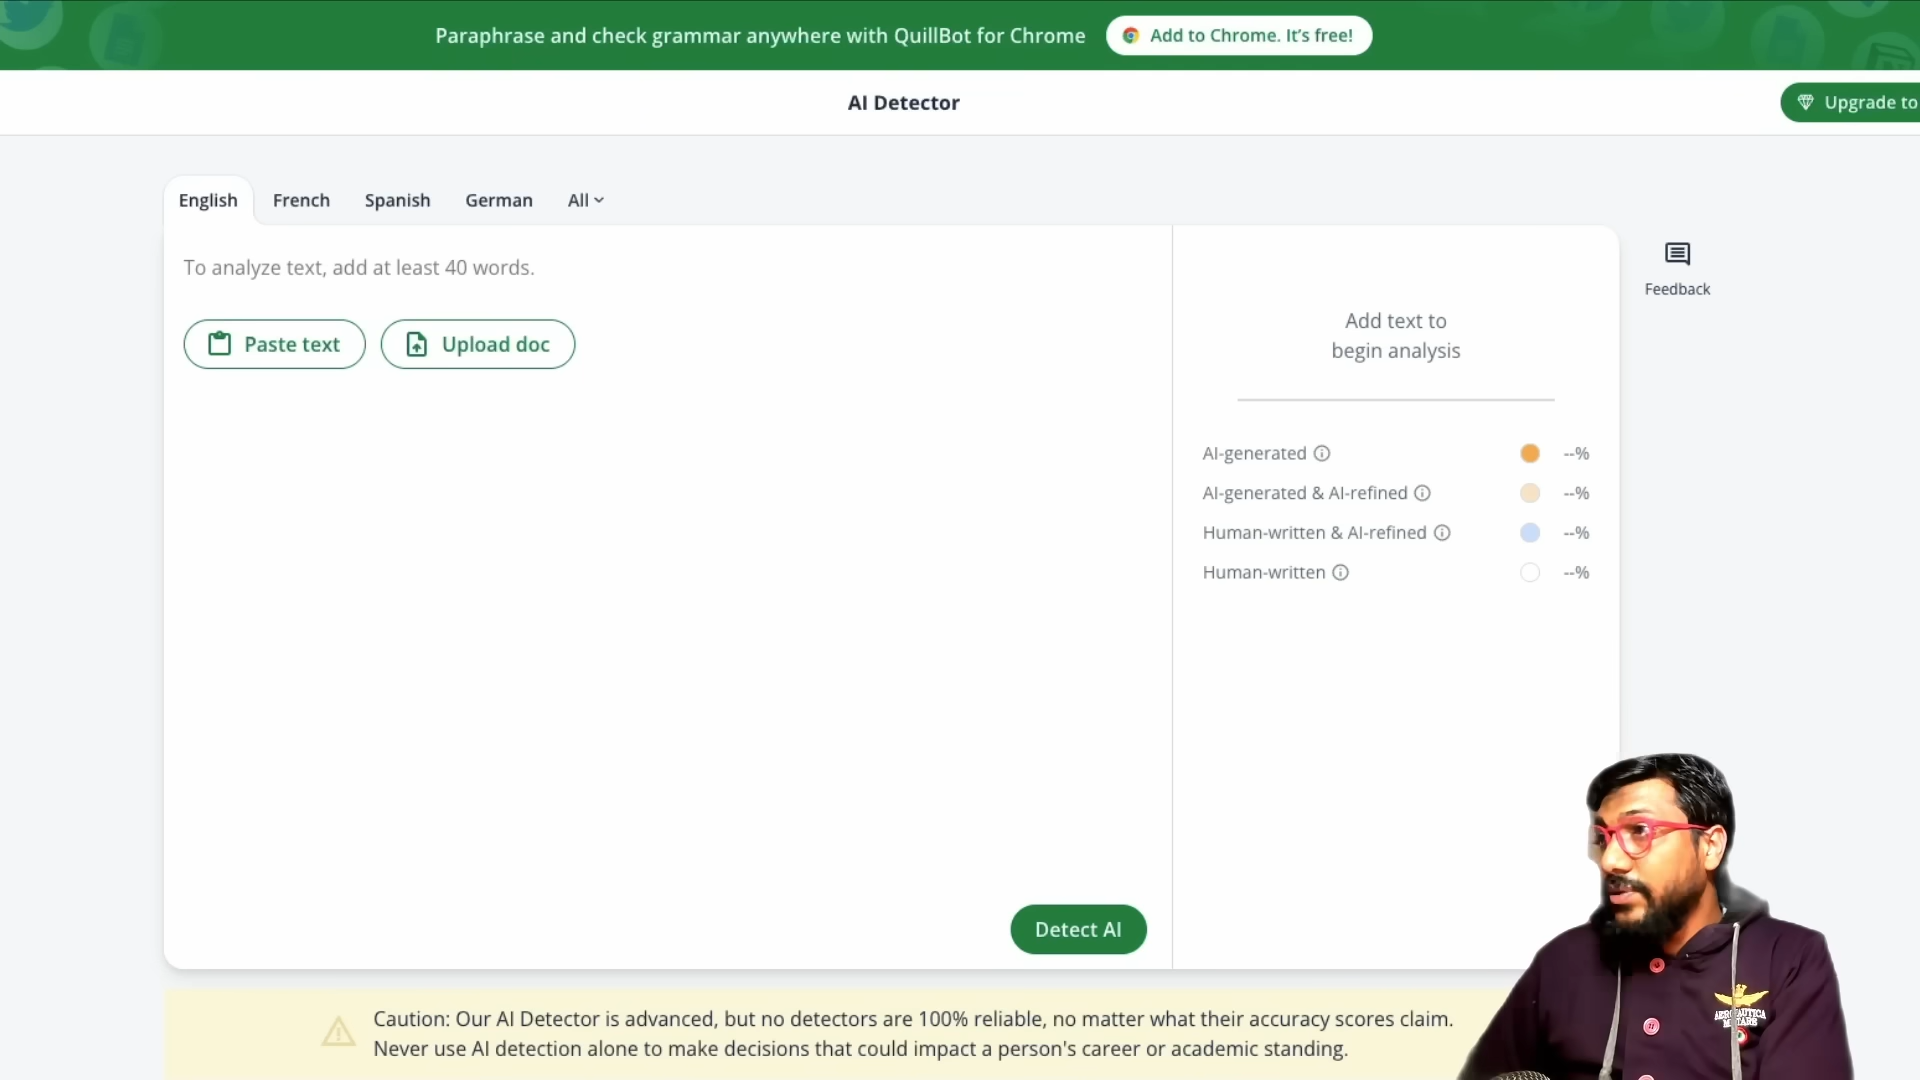 Paraphrase and check grammar anywhere with QuillBot for Chrome
Add to Chrome. It's free!
AI Detector
Upgrade to
English
French
Spanish
German
All
To analyze text, add at least 40 words.
Paste text
Upload doc
Add text to
begin analysis
AI-generated
--%
AI-generated & AI-refined
--%
Human-written & AI-refined
--%
Human-written
--%
Feedback
Detect AI
Caution: Our AI Detector is advanced, but no detectors are 100% reliable, no matter what their accuracy scores claim.
Never use AI detection alone to make decisions that could impact a person's career or academic standing.